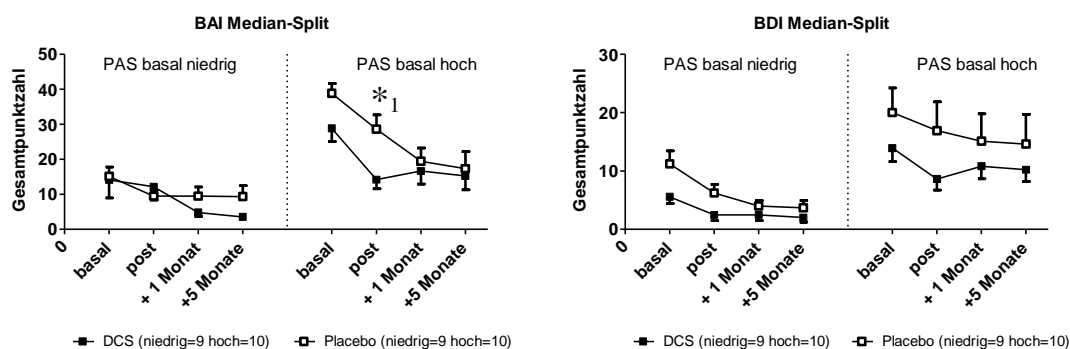 BAI Median-Split
Gesamtpunktzahl
50
40
30
20
10
0
0
PAS basal niedrig
PAS basal hoch
*1
basal
post
+ 1 Monat
+5 Monate
basal
post
+ 1 Monat
+5 Monate
DCS (niedrig=9 hoch=10)
Placebo (niedrig=9 hoch=10)
BDI Median-Split
Gesamtpunktzahl
30
20
10
0
0
PAS basal niedrig
PAS basal hoch
basal
post
+ 1 Monat
+5 Monate
basal
post
+ 1 Monat
+5 Monate
DCS (niedrig=9 hoch=10)
Placebo (niedrig=9 hoch=10)